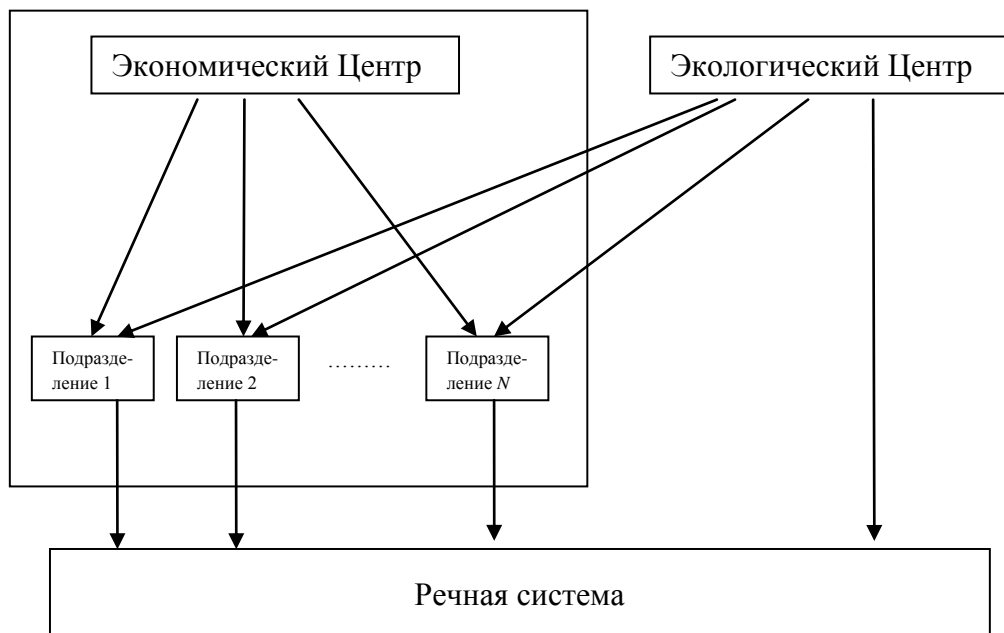 Экономический Центр
Экологический Центр
Подразде-
ление 1
Подразде-
ление 2
………
Подразде-
ление N
Речная система